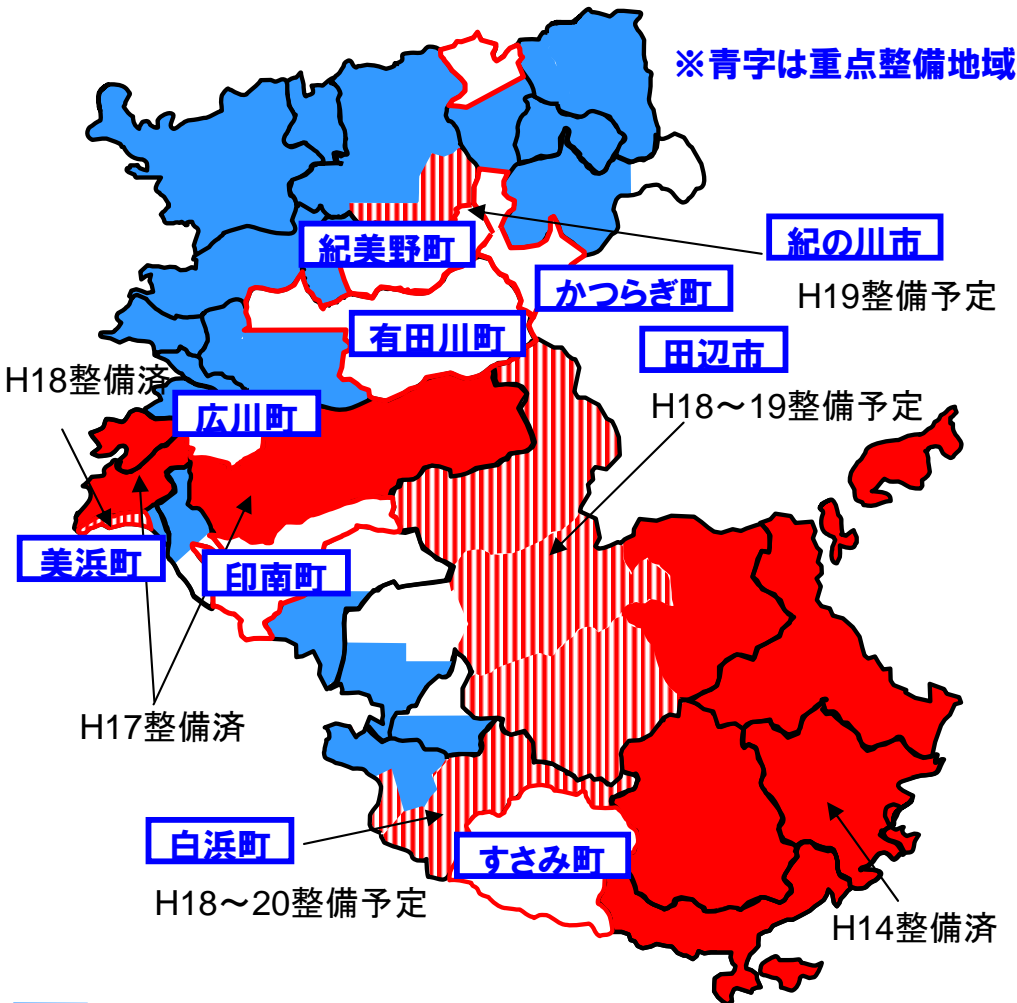 ※青字は重点整備地域
紀美野町
紀の川市
かつらぎ町
H19整備予定
有田川町
田辺市
H18整備済
広川町
H18～19整備予定
美浜町
印南町
H17整備済
白浜町
すさみ町
H18～20整備予定
H14整備済